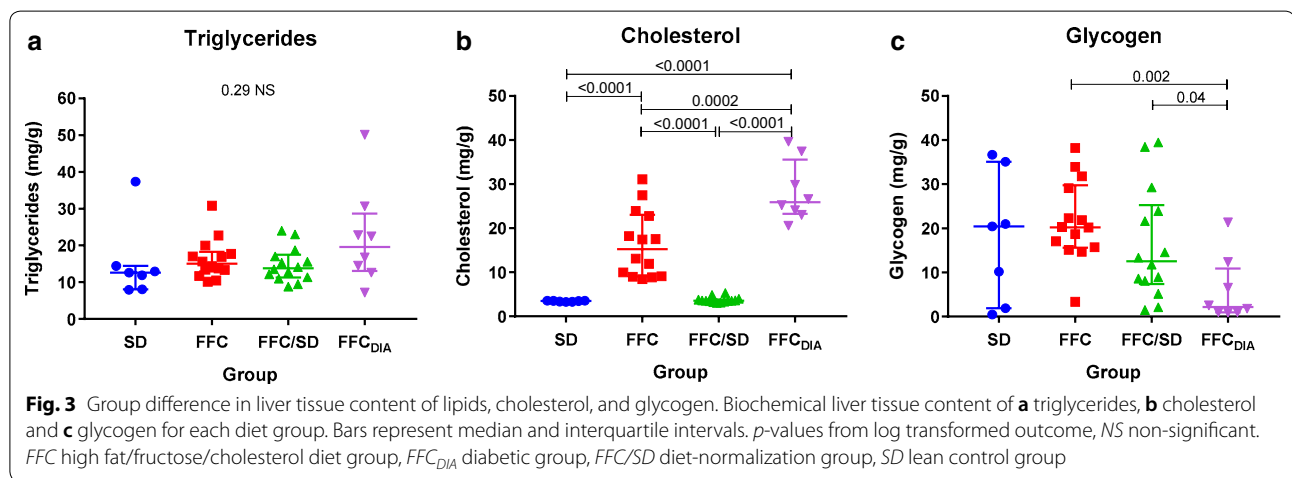 a
Triglycerides
0.29 NS
Triglycerides (mg/g)
60
50
40
30
20
10
0
SD FFC FFC/SD FFC_DIA
Group
b
Cholesterol
<0.0001
<0.0001 0.0002
<0.0001 <0.0001
Cholesterol (mg/g)
50
40
30
20
10
0
SD FFC FFC/SD FFC_DIA
Group
c
Glycogen
0.002
0.04
Glycogen (mg/g)
50
40
30
20
10
0
SD FFC FFC/SD FFC_DIA
Group
Fig. 3 Group difference in liver tissue content of lipids, cholesterol, and glycogen. Biochemical liver tissue content of a triglycerides, b cholesterol
and c glycogen for each diet group. Bars represent median and interquartile intervals. p-values from log transformed outcome, NS non-significant.
FFC high fat/fructose/cholesterol diet group, FFC_DIA diabetic group, FFC/SD diet-normalization group, SD lean control group